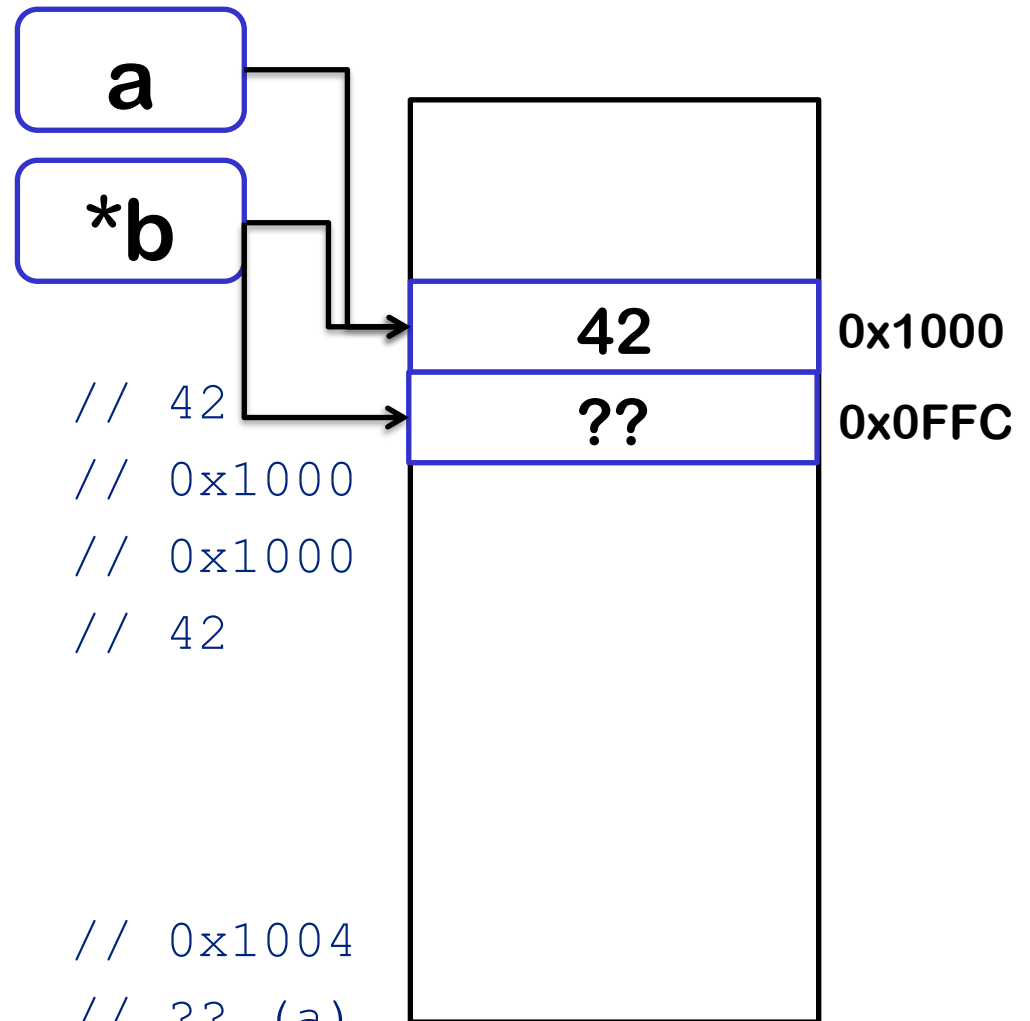 a
*b
42 0x1000
?? 0x0FFC
// 42
// 0x1000
// 0x1000
// 42
// 0x1004
// ?? (a)